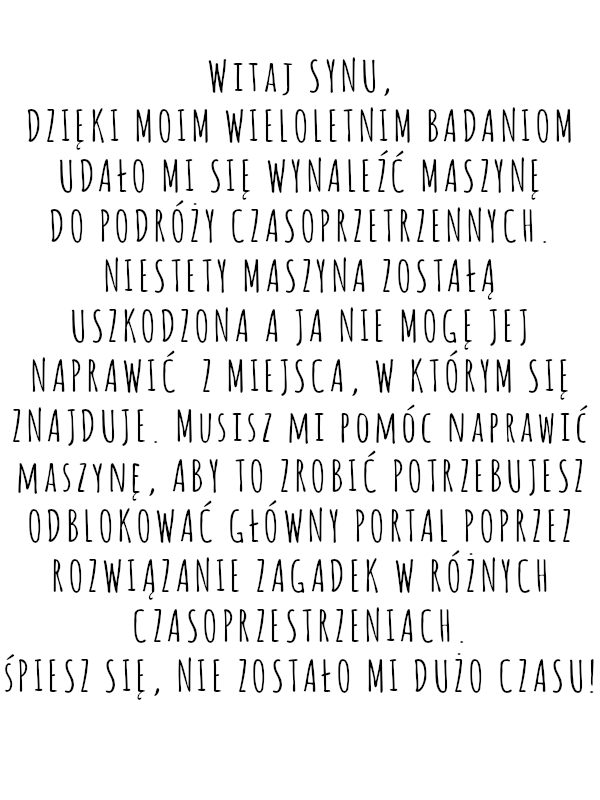 WITAJ SYNU,
DZIĘKI MOIM WIELOLETNIM BADANIOM
UDAŁO MI SIĘ WYNALEŹĆ MASZYNĘ
DO PODRÓŻY CZASOPRZETRZENNYCH.
NIESTETY MASZYNA ZOSTAŁĄ
USZKODZONA A JA NIE MOGĘ JEJ
NAPRAWIĆ Z MIEJSCA, W KTÓRYM SIĘ
ZNAJDUJE. MUSISZ MI POMÓC NAPRAWIĆ
MASZYNĘ, ABY TO ZROBIĆ POTRZEBUJESZ
ODBLOKOWAĆ GŁÓWNY PORTAL POPRZEZ
ROZWIĄZANIE ZAGADEK W RÓŻNYCH
CZASOPRZESTRZENIACH.
ŚPIESZ SIĘ, NIE ZOSTAŁO MI DUŻO CZASU!